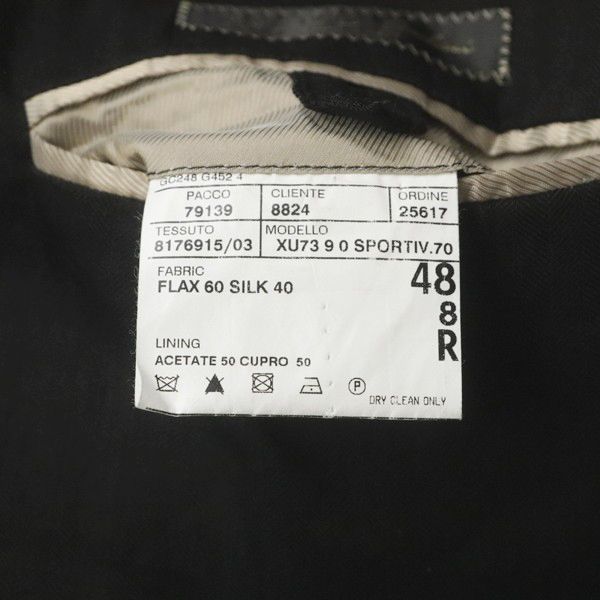 GC248 G452 4
PACCO CLIENTE ORDINE
79139 8824 25617
TESSUTO MODELLO
8176915/03 XU73 9 0 SPORTIV.70
FABRIC
FLAX 60 SILK 40
48
8
R
LINING
ACETATE 50 CUPRO 50
P
DRY CLEAN ONLY